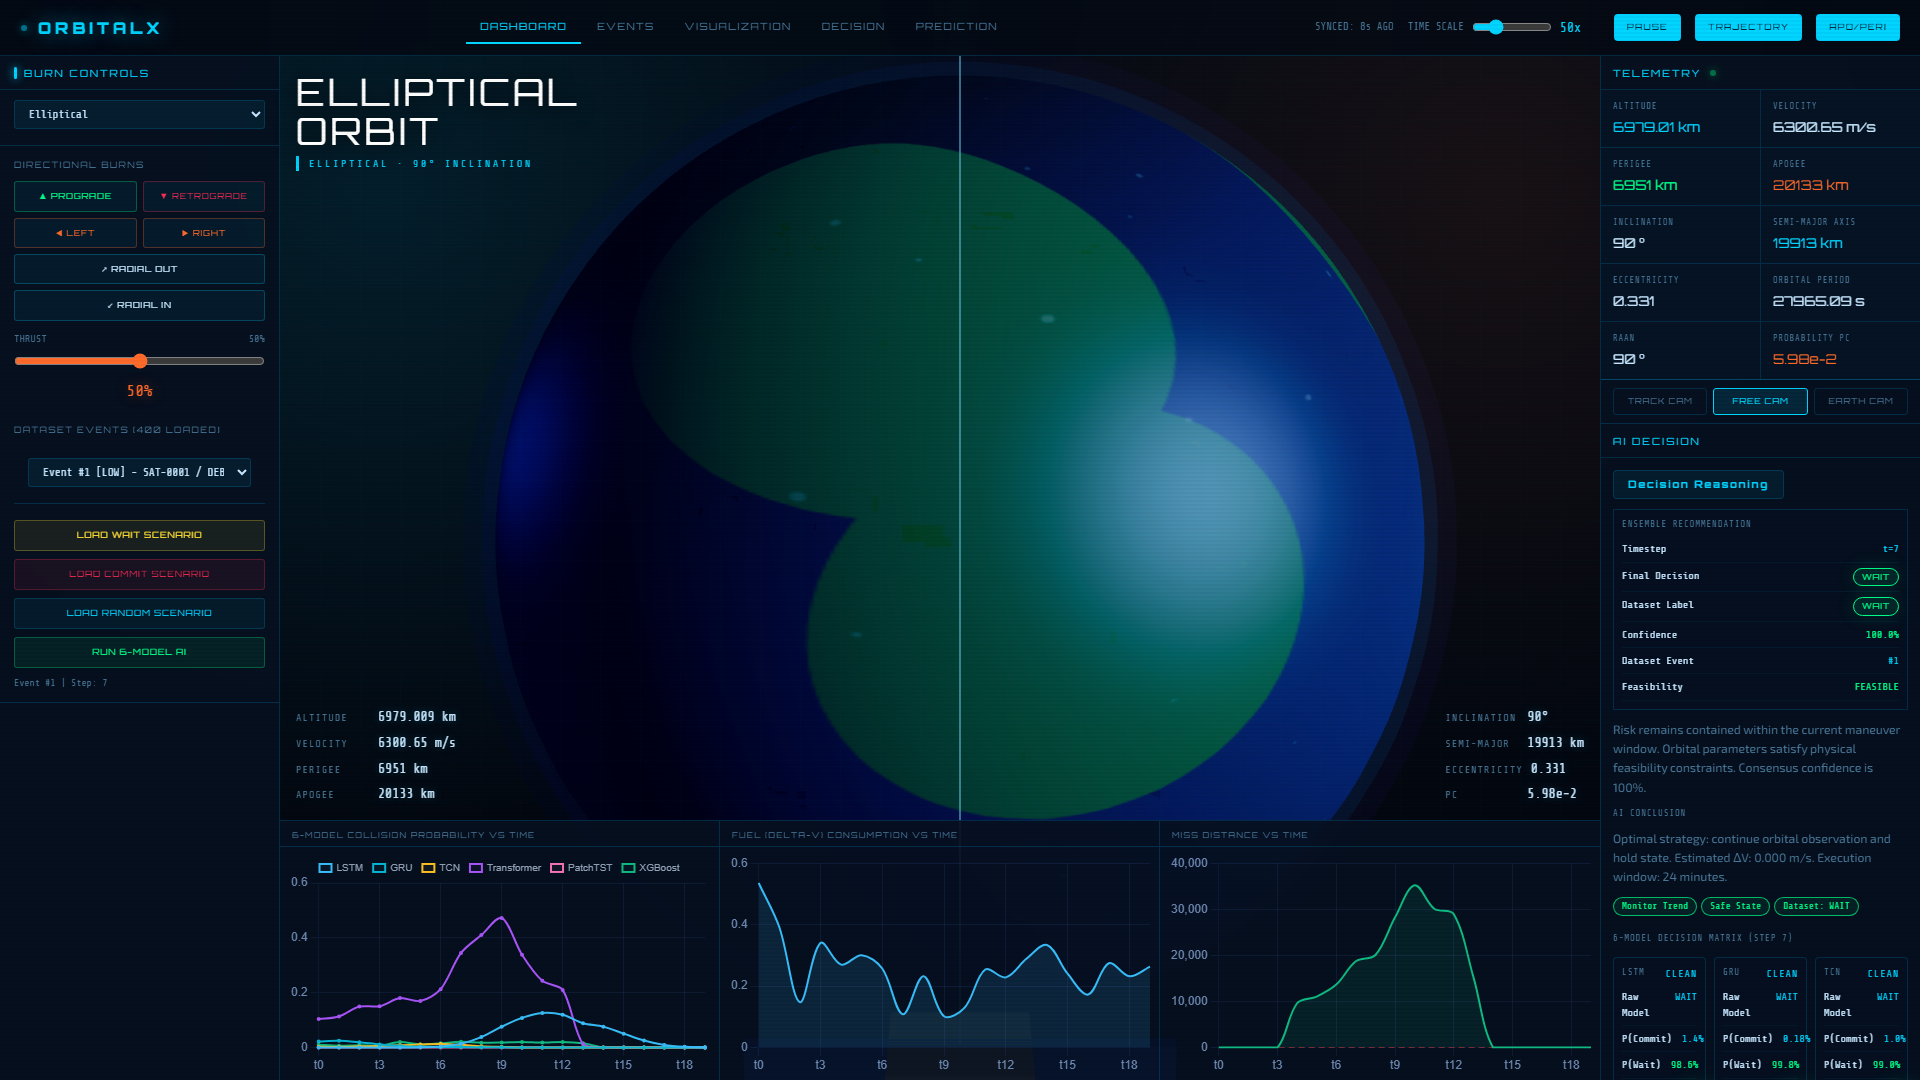 ORBITALX
DASHBOARD EVENTS VISUALIZATION DECISION PREDICTION
SYNCED: 8s AGO TIME SCALE 50x PAUSE TRAJECTORY APO/PERI
BURN CONTROLS
Elliptical
DIRECTIONAL BURNS
▲ PROGRADE ▼ RETROGRADE
◄ LEFT ► RIGHT
↗ RADIAL OUT
↙ RADIAL IN
THRUST 50%
50%
DATASET EVENTS (400 LOADED)
Event #1 [LOW] - SAT-0001 / DEB
LOAD WAIT SCENARIO
LOAD COMMIT SCENARIO
LOAD RANDOM SCENARIO
RUN 6-MODEL AI
Event #1 | Step: 7
ELLIPTICAL
ORBIT
ELLIPTICAL · 90° INCLINATION
ALTITUDE 6979.009 km
VELOCITY 6300.65 m/s
PERIGEE 6951 km
APOGEE 20133 km
INCLINATION 90°
SEMI-MAJOR 19913 km
ECCENTRICITY 0.331
PC 5.98e-2
6-MODEL COLLISION PROBABILITY VS TIME
LSTM GRU TCN Transformer PatchTST XGBoost
0.6
0.4
0.2
0
t0 t3 t6 t9 t12 t15 t18
FUEL (DELTA-V) CONSUMPTION VS TIME
0.6
0.4
0.2
0
t0 t3 t6 t9 t12 t15 t18
MISS DISTANCE VS TIME
40,000
30,000
20,000
10,000
0
t0 t3 t6 t9 t12 t15 t18
TELEMETRY
ALTITUDE VELOCITY
6979.01 km 6300.65 m/s
PERIGEE APOGEE
6951 km 20133 km
INCLINATION SEMI-MAJOR AXIS
90 ° 19913 km
ECCENTRICITY ORBITAL PERIOD
0.331 27965.09 s
RAAN PROBABILITY PC
90 ° 5.98e-2
TRACK CAM FREE CAM EARTH CAM
AI DECISION
Decision Reasoning
ENSEMBLE RECOMMENDATION
Timestep t=7
Final Decision WAIT
Dataset Label WAIT
Confidence 100.0%
Dataset Event #1
Feasibility FEASIBLE
Risk remains contained within the current maneuver
window. Orbital parameters satisfy physical
feasibility constraints. Consensus confidence is
100%.
AI CONCLUSION
Optimal strategy: continue orbital observation and
hold state. Estimated ΔV: 0.000 m/s. Execution
window: 24 minutes.
Monitor Trend Safe State Dataset: WAIT
6-MODEL DECISION MATRIX (STEP 7)
LSTM CLEAN GRU CLEAN TCN CLEAN
Raw Model WAIT Raw Model WAIT Raw Model WAIT
P(Commit) 1.4% P(Commit) 0.18% P(Commit) 1.0%
P(Wait) 98.6% P(Wait) 99.8% P(Wait) 99.0%